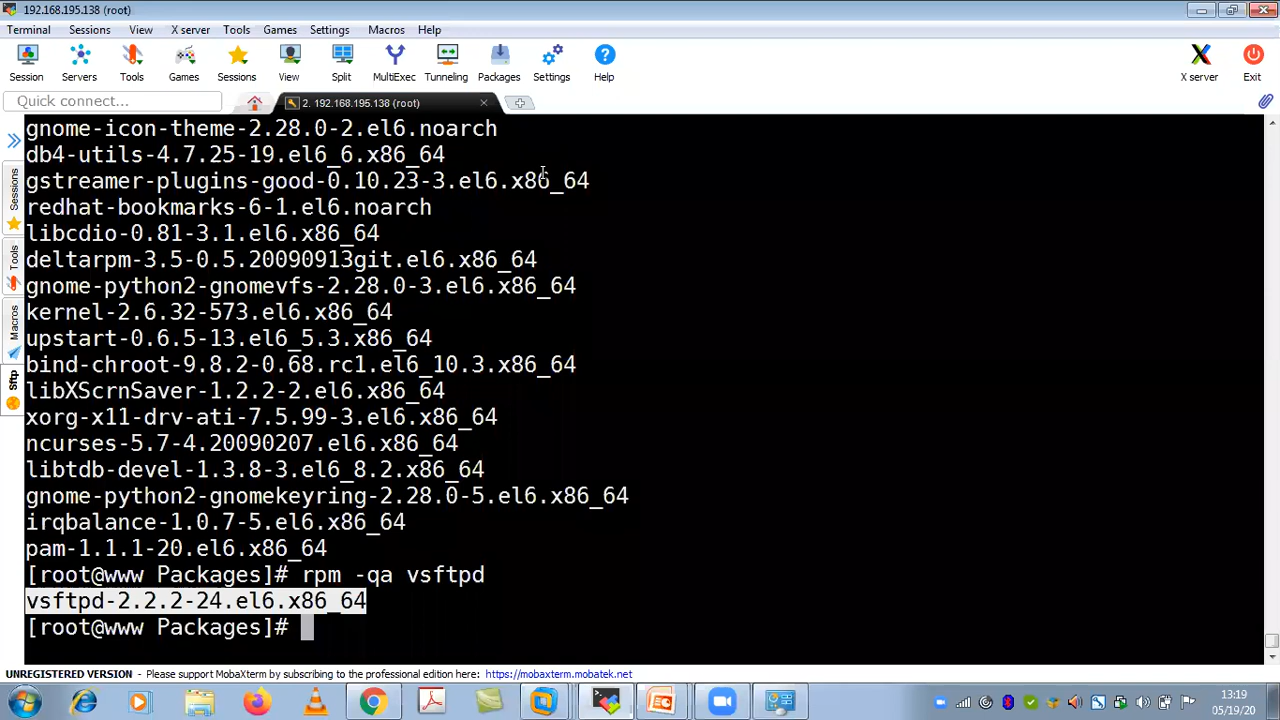 192.168.195.138 (root)
Terminal Sessions View X server Tools Games Settings Macros Help
Session Servers Tools Games Sessions View Split MultiExec Tunneling Packages Settings Help X server Exit
Quick connect...
2. 192.168.195.138 (root)
Sessions
Tools
Macros
Sftp
gnome-icon-theme-2.28.0-2.el6.noarch
db4-utils-4.7.25-19.el6_6.x86_64
gstreamer-plugins-good-0.10.23-3.el6.x86_64
redhat-bookmarks-6-1.el6.noarch
libcdio-0.81-3.1.el6.x86_64
deltarpm-3.5-0.5.20090913git.el6.x86_64
gnome-python2-gnomevfs-2.28.0-3.el6.x86_64
kernel-2.6.32-573.el6.x86_64
upstart-0.6.5-13.el6_5.3.x86_64
bind-chroot-9.8.2-0.68.rc1.el6_10.3.x86_64
libXScrnSaver-1.2.2-2.el6.x86_64
xorg-x11-drv-ati-7.5.99-3.el6.x86_64
ncurses-5.7-4.20090207.el6.x86_64
libtdb-devel-1.3.8-3.el6_8.2.x86_64
gnome-python2-gnomekeyring-2.28.0-5.el6.x86_64
irqbalance-1.0.7-5.el6.x86_64
pam-1.1.1-20.el6.x86_64
[root@www Packages]# rpm -qa vsftpd
vsftpd-2.2.2-24.el6.x86_64
[root@www Packages]#
UNREGISTERED VERSION - Please support MobaXterm by subscribing to the professional edition here: https://mobaxterm.mobatek.net
13:19
05/19/20